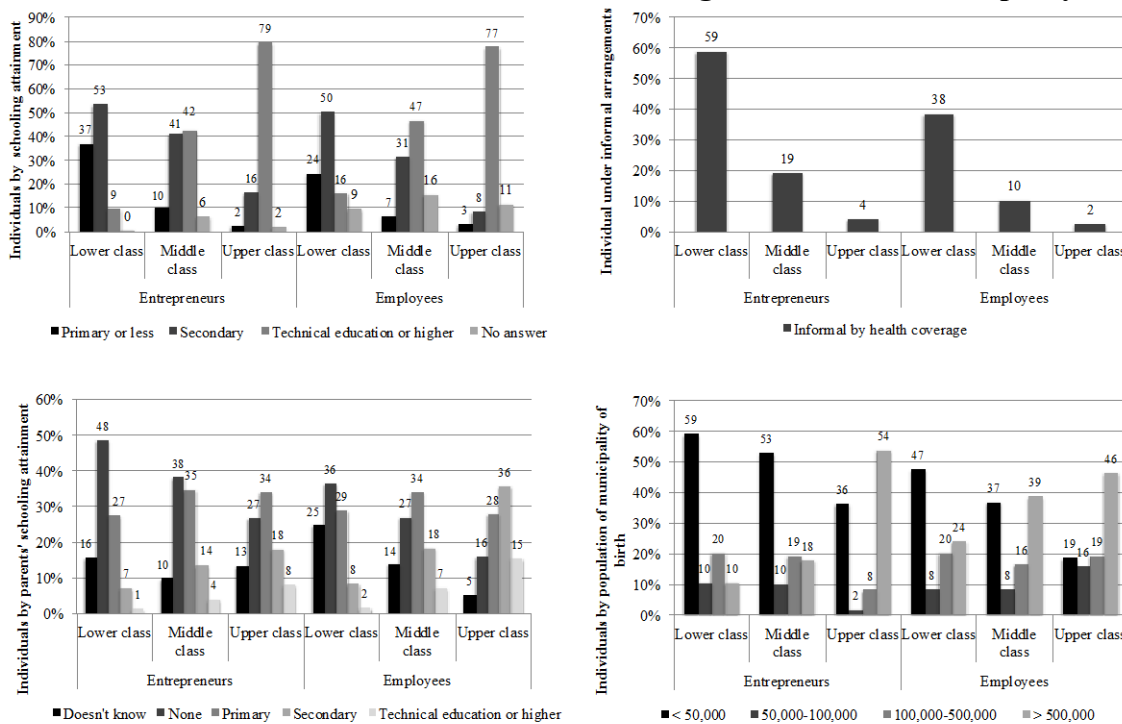 Individuals by schooling attainment
90%
80%
70%
60%
50%
40%
30%
20%
10%
0%
37 53 9 0
10 41 42 6
2 16 79 2
24 50 16 9
7 31 47 16
3 8 77 11
Lower class Middle class Upper class Lower class Middle class Upper class
Entrepreneurs Employees
Primary or less Secondary Technical education or higher No answer
Individual under informal arrangements
70%
60%
50%
40%
30%
20%
10%
0%
59 19 4 38 10 2
Lower class Middle class Upper class Lower class Middle class Upper class
Entrepreneurs Employees
Informal by health coverage
Individuals by parents' schooling attainment
60%
50%
40%
30%
20%
10%
0%
16 48 27 7 1
10 38 35 14 4
13 27 34 18 8
25 36 29 8 2
14 27 34 18 7
5 16 28 36 15
Lower class Middle class Upper class Lower class Middle class Upper class
Entrepreneurs Employees
Doesn't know None Primary Secondary Technical education or higher
Individuals by population of municipality of birth
70%
60%
50%
40%
30%
20%
10%
0%
59 10 20 10
53 10 19 18
36 2 8 54
47 8 20 24
37 8 16 39
19 16 19 46
Lower class Middle class Upper class Lower class Middle class Upper class
Entrepreneurs Employees
< 50,000 50,000-100,000 100,000-500,000 > 500,000